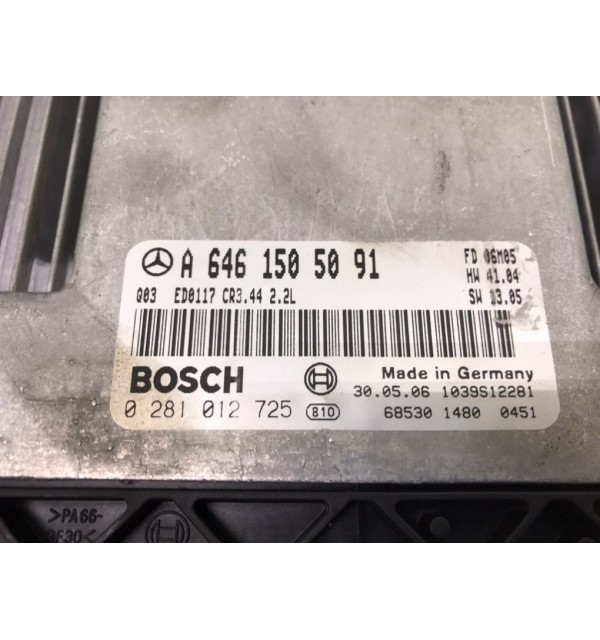 A 646 150 50 91
FD 06M05
HW 41.04
Q03 ED0117 CR3.44 2.2L
SW 13.05
BOSCH
Made in Germany
30.05.06 1039S12281
0 281 012 725 810
68530 1480 0451
>PA66-
GF30<